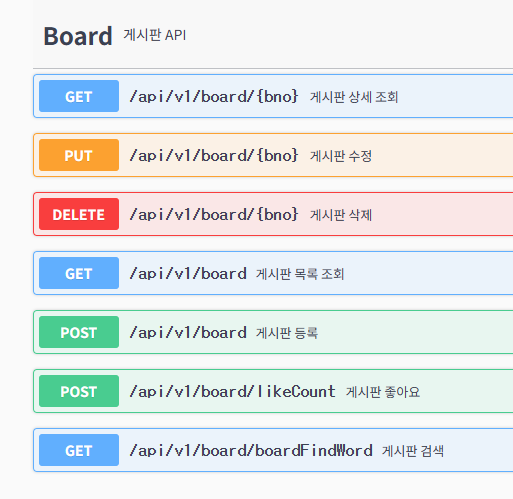 Board 게시판 API
GET /api/v1/board/{bno} 게시판 상세 조회
PUT /api/v1/board/{bno} 게시판 수정
DELETE /api/v1/board/{bno} 게시판 삭제
GET /api/v1/board 게시판 목록 조회
POST /api/v1/board 게시판 등록
POST /api/v1/board/likeCount 게시판 좋아요
GET /api/v1/board/boardFindWord 게시판 검색